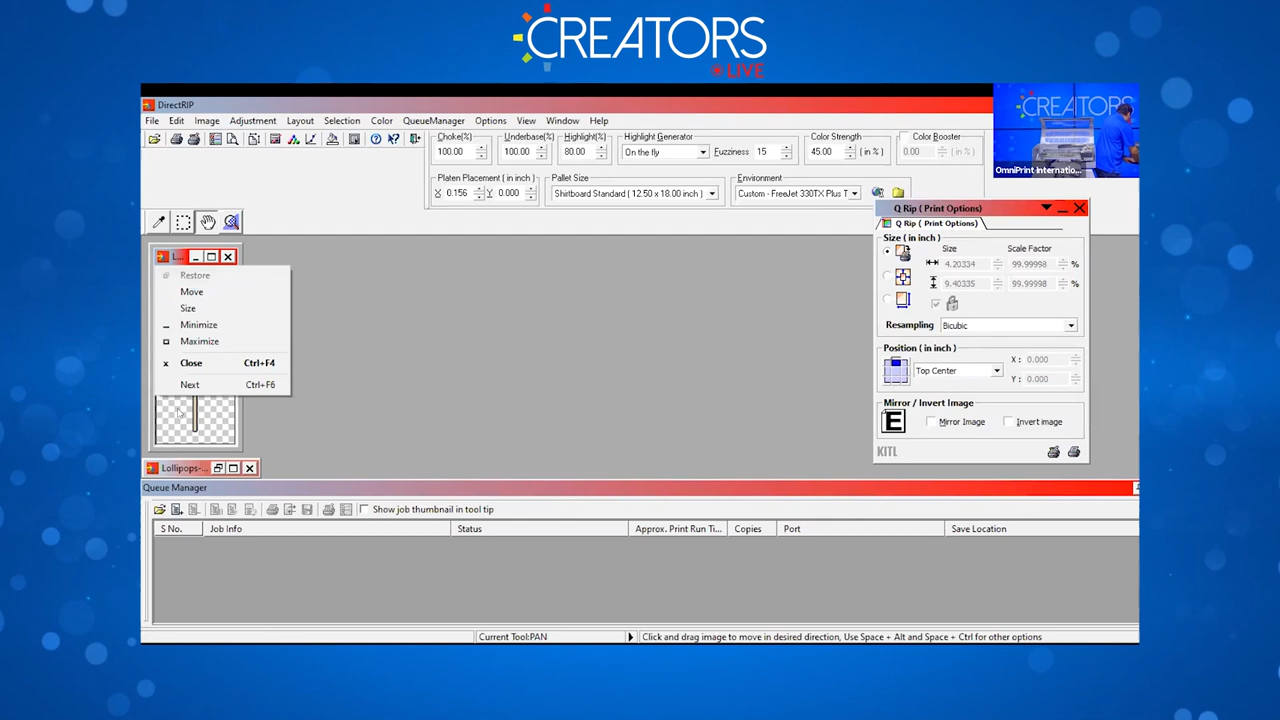 CREATORS
LIVE
DirectRIP
CREATORS
File Edit Image Adjustment Layout Selection Color QueueManager Options View Window Help
Choke(%) Underbase(%) Highlight(%) Highlight Generator Color Strength Color Booster
100.00 100.00 80.00 On the fly Fuzziness 15 45.00 ( in % ) 0.00 ( in % )
OmniPrint Internatio...
Platen Placement ( in inch ) Pallet Size Environment
X 0.156 Y 0.000 Shirtboard Standard ( 12.50 x 18.00 inch ) Custom - FreeJet 330TX Plus T
Q Rip ( Print Options)
Q Rip ( Print Options)
Size ( in inch )
Size Scale Factor
4.20334 99.99998 %
9.40335 99.99998 %
Resampling Bicubic
Position ( in inch )
Top Center X : 0.000
Y : 0.000
Mirror / Invert Image
E Mirror Image Invert image
KITL
L...
Restore
Move
Size
Minimize
Maximize
x Close Ctrl+F4
Next Ctrl+F6
Lollipops-...
Queue Manager
Show job thumbnail in tool tip
S No. Job Info Status Approx. Print Run Ti... Copies Port Save Location
Current Tool:PAN Click and drag image to move in desired direction, Use Space + Alt and Space + Ctrl for other options